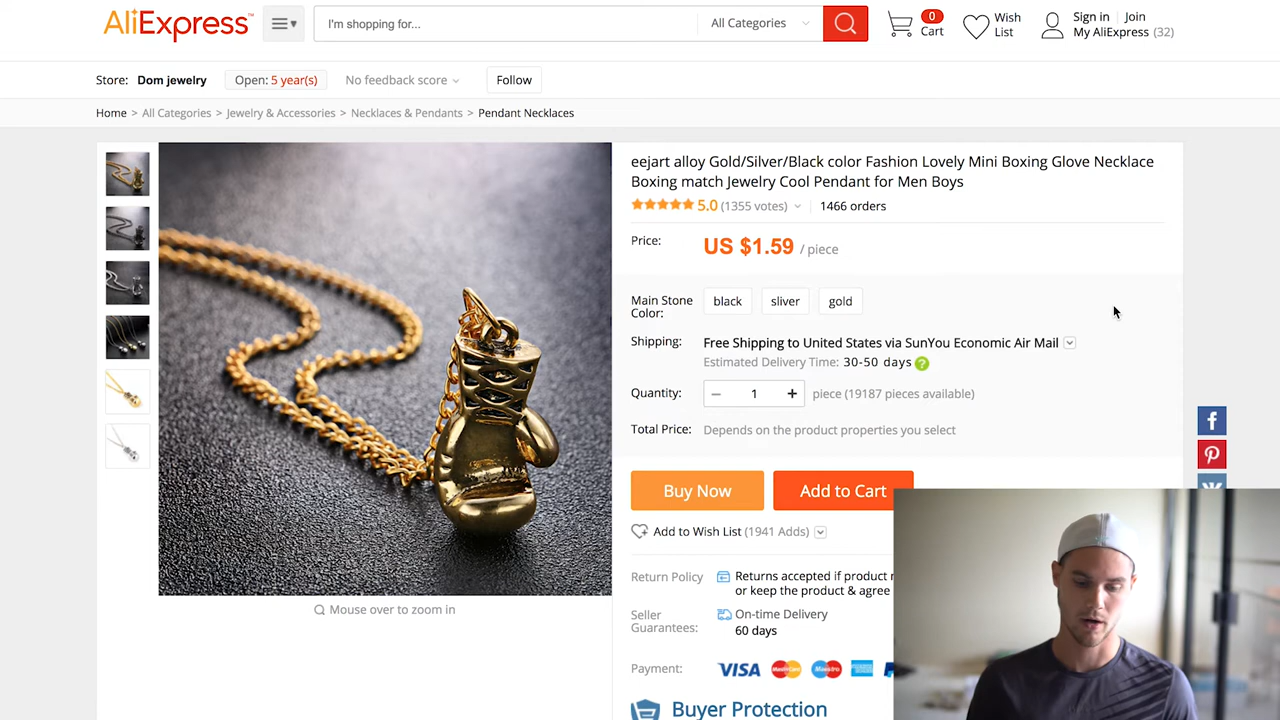 AliExpress™
I'm shopping for...
All Categories
0
Cart
Wish
List
Sign in | Join
My AliExpress (32)
Store: Dom jewelry
Open: 5 year(s)
No feedback score
Follow
Home > All Categories > Jewelry & Accessories > Necklaces & Pendants > Pendant Necklaces
eejart alloy Gold/Silver/Black color Fashion Lovely Mini Boxing Glove Necklace
Boxing match Jewelry Cool Pendant for Men Boys
5.0 (1355 votes)
1466 orders
Price:
US $1.59 / piece
Main Stone
Color:
black
sliver
gold
Shipping:
Free Shipping to United States via SunYou Economic Air Mail
Estimated Delivery Time: 30-50 days ?
Quantity:
− 1 +
piece (19187 pieces available)
Total Price:
Depends on the product properties you select
Buy Now
Add to Cart
Add to Wish List (1941 Adds)
Mouse over to zoom in
Return Policy
Returns accepted if product
or keep the product & agree
Seller
Guarantees:
On-time Delivery
60 days
Payment:
VISA
MasterCard
Maestro
Buyer Protection